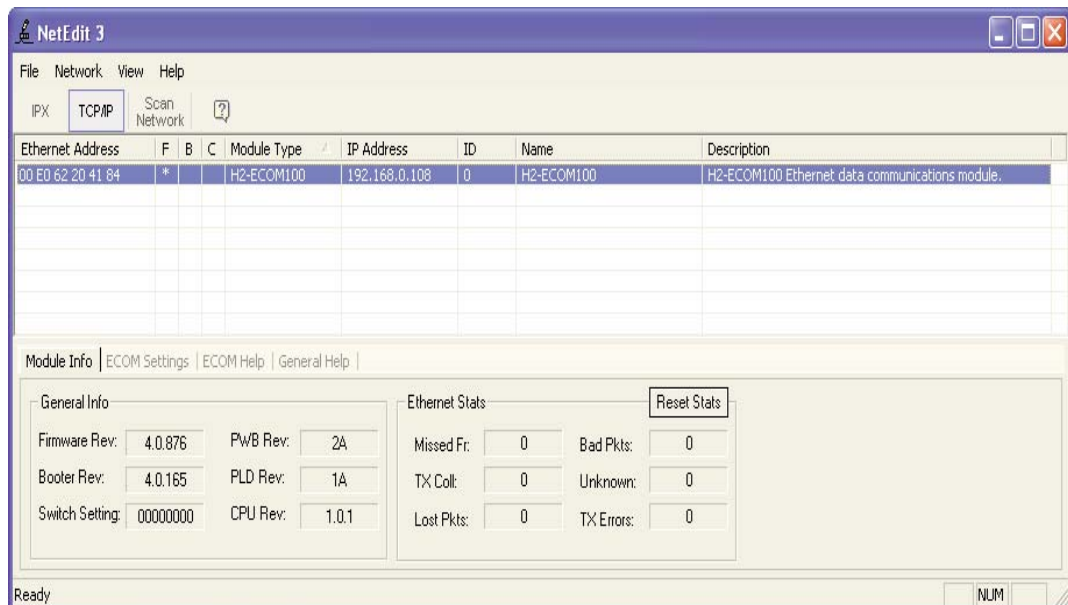 NetEdit 3
File Network View Help
IPX TCP/IP Scan Network
Ethernet Address F B C Module Type IP Address ID Name Description
00 E0 62 20 41 84 * H2-ECOM100 192.168.0.108 0 H2-ECOM100 H2-ECOM100 Ethernet data communications module.
Module Info ECOM Settings ECOM Help General Help
General Info Ethernet Stats Reset Stats
Firmware Rev: 4.0.876 PWB Rev: 2A Missed Fr: 0 Bad Pkts: 0
Booter Rev: 4.0.165 PLD Rev: 1A TX Coll: 0 Unknown: 0
Switch Setting: 00000000 CPU Rev: 1.0.1 Lost Pkts: 0 TX Errors: 0
Ready NUM